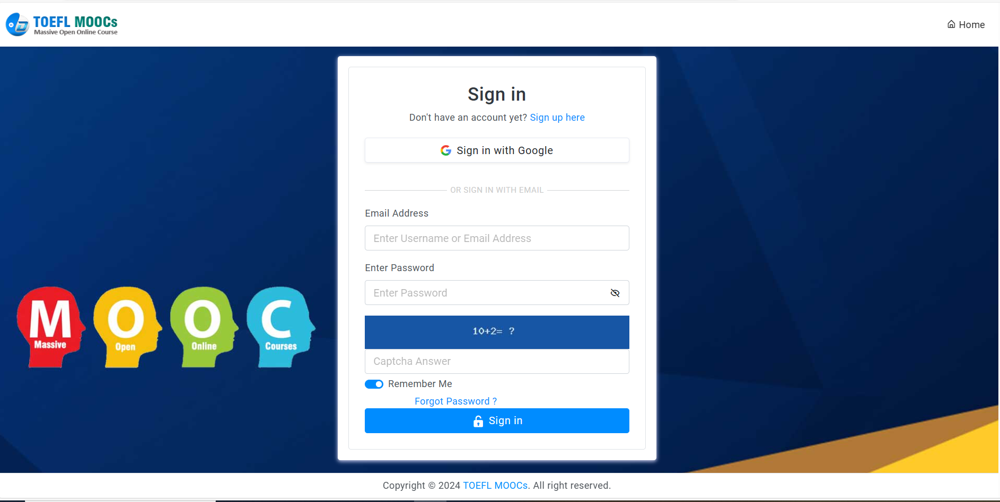 TOEFL MOOCs
Massive Open Online Course
Home
Sign in
Don't have an account yet? Sign up here
Sign in with Google
OR SIGN IN WITH EMAIL
Email Address
Enter Username or Email Address
Enter Password
Enter Password
10+2= ?
Captcha Answer
Remember Me
Forgot Password ?
Sign in
M O O C
Massive Open Online Courses
Copyright © 2024 TOEFL MOOCs. All right reserved.